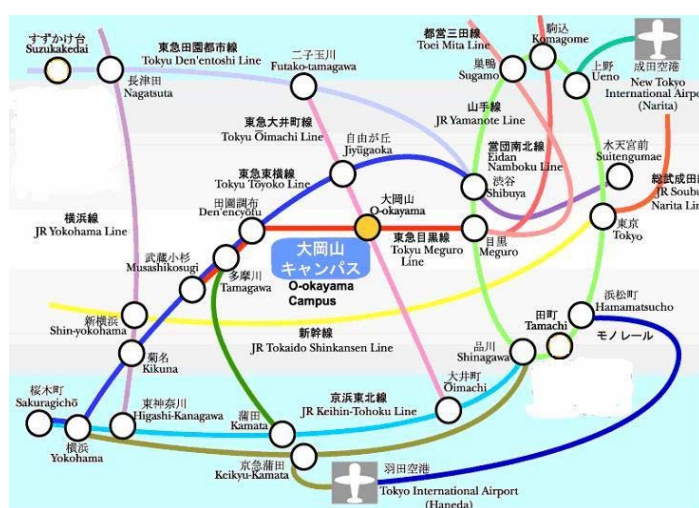 すずかけ台
Suzukakedai
東急田園都市線
Tokyu Den'entoshi Line
長津田
Nagatsuta
二子玉川
Futako-tamagawa
都営三田線
Toei Mita Line
巣鴨
Sugamo
駒込
Komagome
上野
Ueno
成田空港
New Tokyo
International Airpo
(Narita)
東急大井町線
Tokyu Ōimachi Line
山手線
JR Yamanote Line
自由が丘
Jiyūgaoka
営団南北線
Eidan
Namboku Line
水天宮前
Suitengumae
東急東横線
Tokyu Tōyoko Line
渋谷
Shibuya
総武成田線
JR Soubu
Narita Lin
田園調布
Den'encyōfu
大岡山
O-okayama
横浜線
JR Yokohama Line
武蔵小杉
Musashikosugi
多摩川
Tamagawa
大岡山
キャンパス
O-okayama
Campus
東急目黒線
Tokyu Meguro
Line
目黒
Meguro
東京
Tokyo
新横浜
Shin-yokohama
新幹線
JR Tokaido Shinkansen Line
田町
Tamachi
浜松町
Hamamatsucho
モノレール
菊名
Kikuna
品川
Shinagawa
大井町
Ōimachi
桜木町
Sakuragichō
東神奈川
Higashi-Kanagawa
蒲田
Kamata
京浜東北線
JR Keihin-Tohoku Line
横浜
Yokohama
京急蒲田
Keikyu-Kamata
羽田空港
Tokyo International Airport
(Haneda)